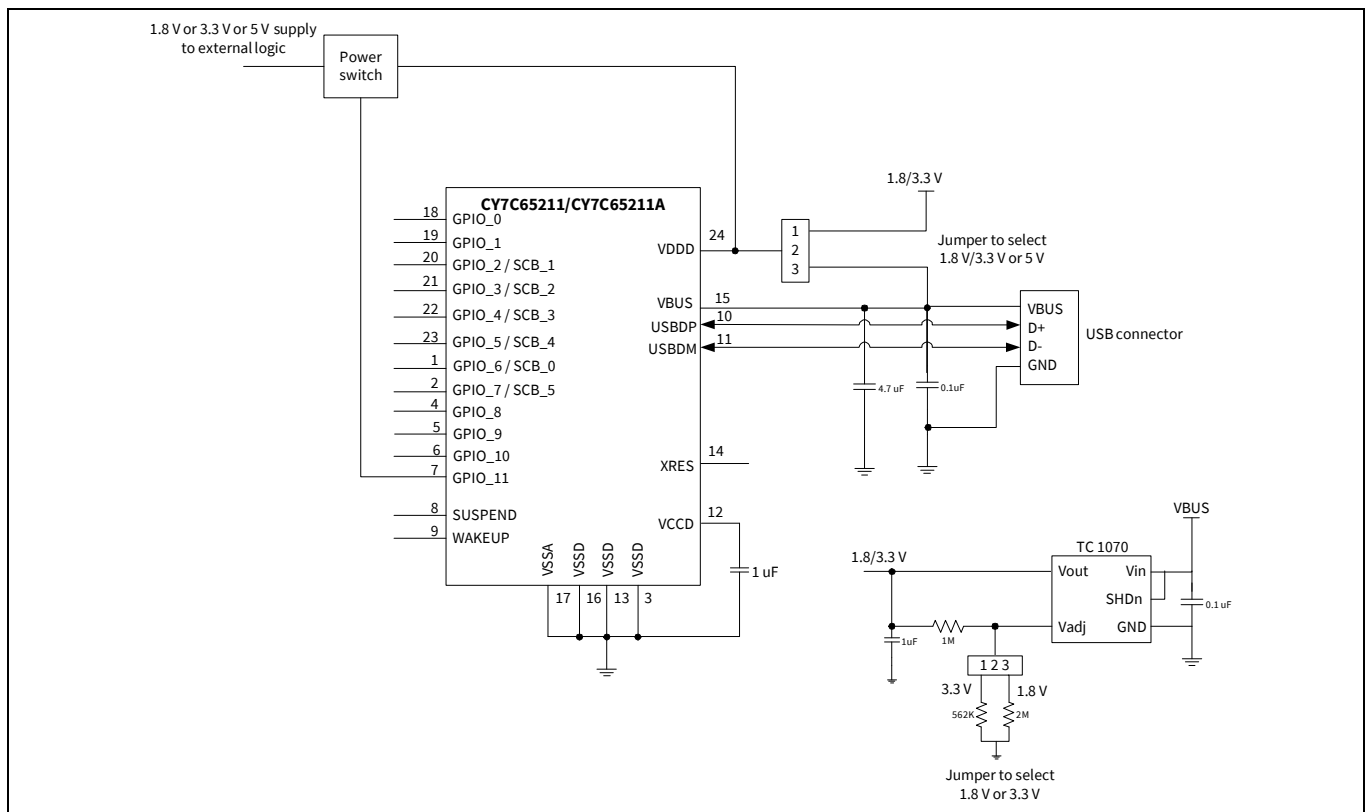 1.8 V or 3.3 V or 5 V supply
to external logic
Power
switch
CY7C65211/CY7C65211A
18 GPIO_0
19 GPIO_1
20 GPIO_2 / SCB_1
21 GPIO_3 / SCB_2
22 GPIO_4 / SCB_3
23 GPIO_5 / SCB_4
1 GPIO_6 / SCB_0
2 GPIO_7 / SCB_5
4 GPIO_8
5 GPIO_9
6 GPIO_10
7 GPIO_11
8 SUSPEND
9 WAKEUP
VDDD 24
VBUS 15
USBDP 10
USBDM 11
XRES 14
VCCD 12
VSSA
VSSD
VSSD
VSSD
17 16 13 3
1 uF
1
2
3
1.8/3.3 V
Jumper to select
1.8 V/3.3 V or 5 V
VBUS
D+
D-
GND
USB connector
4.7 uF
0.1uF
VBUS
TC 1070
1.8/3.3 V
Vout Vin
SHDn
Vadj GND
0.1 uF
1uF
1M
1 2 3
3.3 V 1.8 V
562K 2M
Jumper to select
1.8 V or 3.3 V